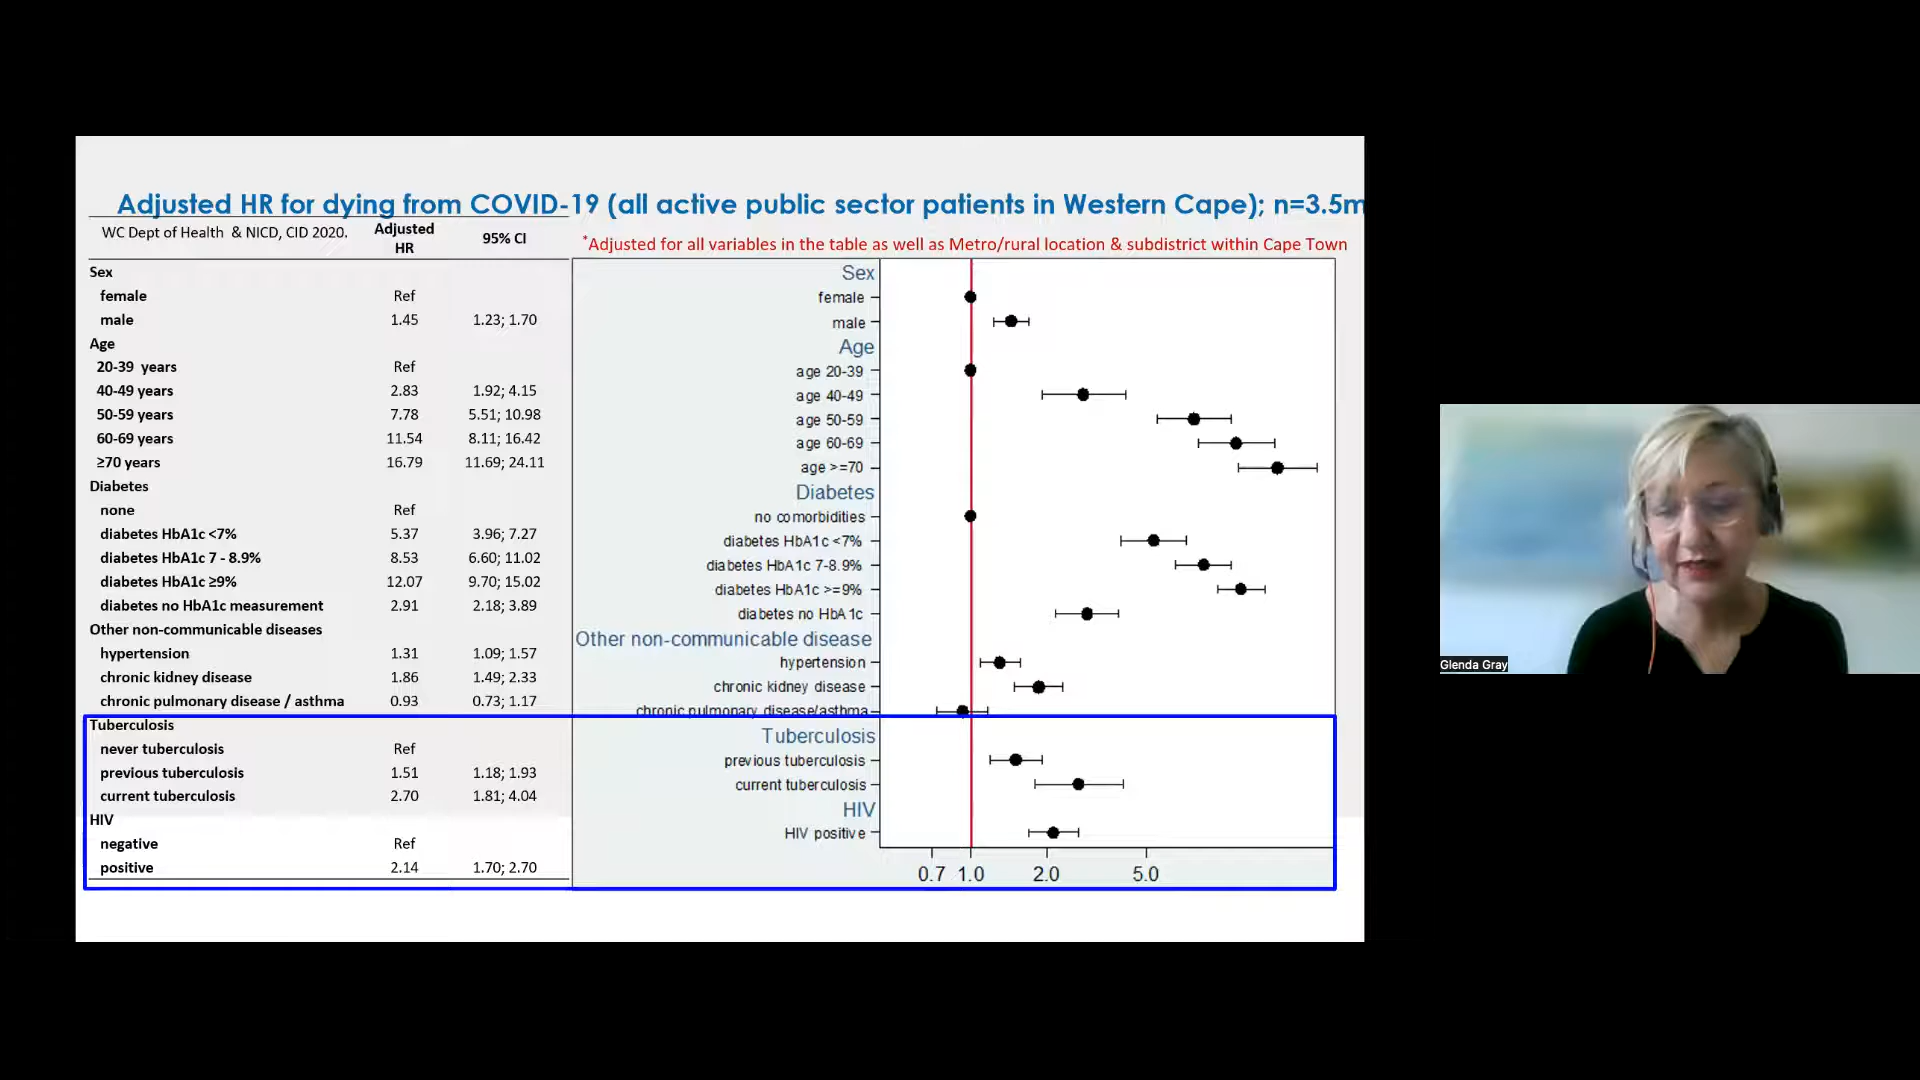 Adjusted HR for dying from COVID-19 (all active public sector patients in Western Cape); n=3.5m
WC Dept of Health & NICD, CID 2020.
Adjusted HR
95% CI
*Adjusted for all variables in the table as well as Metro/rural location & subdistrict within Cape Town
Sex
female Ref
male 1.45 1.23; 1.70
Age
20-39 years Ref
40-49 years 2.83 1.92; 4.15
50-59 years 7.78 5.51; 10.98
60-69 years 11.54 8.11; 16.42
≥70 years 16.79 11.69; 24.11
Diabetes
none Ref
diabetes HbA1c <7% 5.37 3.96; 7.27
diabetes HbA1c 7 - 8.9% 8.53 6.60; 11.02
diabetes HbA1c ≥9% 12.07 9.70; 15.02
diabetes no HbA1c measurement 2.91 2.18; 3.89
Other non-communicable diseases
hypertension 1.31 1.09; 1.57
chronic kidney disease 1.86 1.49; 2.33
chronic pulmonary disease / asthma 0.93 0.73; 1.17
Tuberculosis
never tuberculosis Ref
previous tuberculosis 1.51 1.18; 1.93
current tuberculosis 2.70 1.81; 4.04
HIV
negative Ref
positive 2.14 1.70; 2.70
Sex
female
male
Age
age 20-39
age 40-49
age 50-59
age 60-69
age >=70
Diabetes
no comorbidities
diabetes HbA1c <7%
diabetes HbA1c 7-8.9%
diabetes HbA1c >=9%
diabetes no HbA1c
Other non-communicable disease
hypertension
chronic kidney disease
chronic pulmonary disease/asthma
Tuberculosis
previous tuberculosis
current tuberculosis
HIV
HIV positive
0.7 1.0 2.0 5.0
Glenda Gray